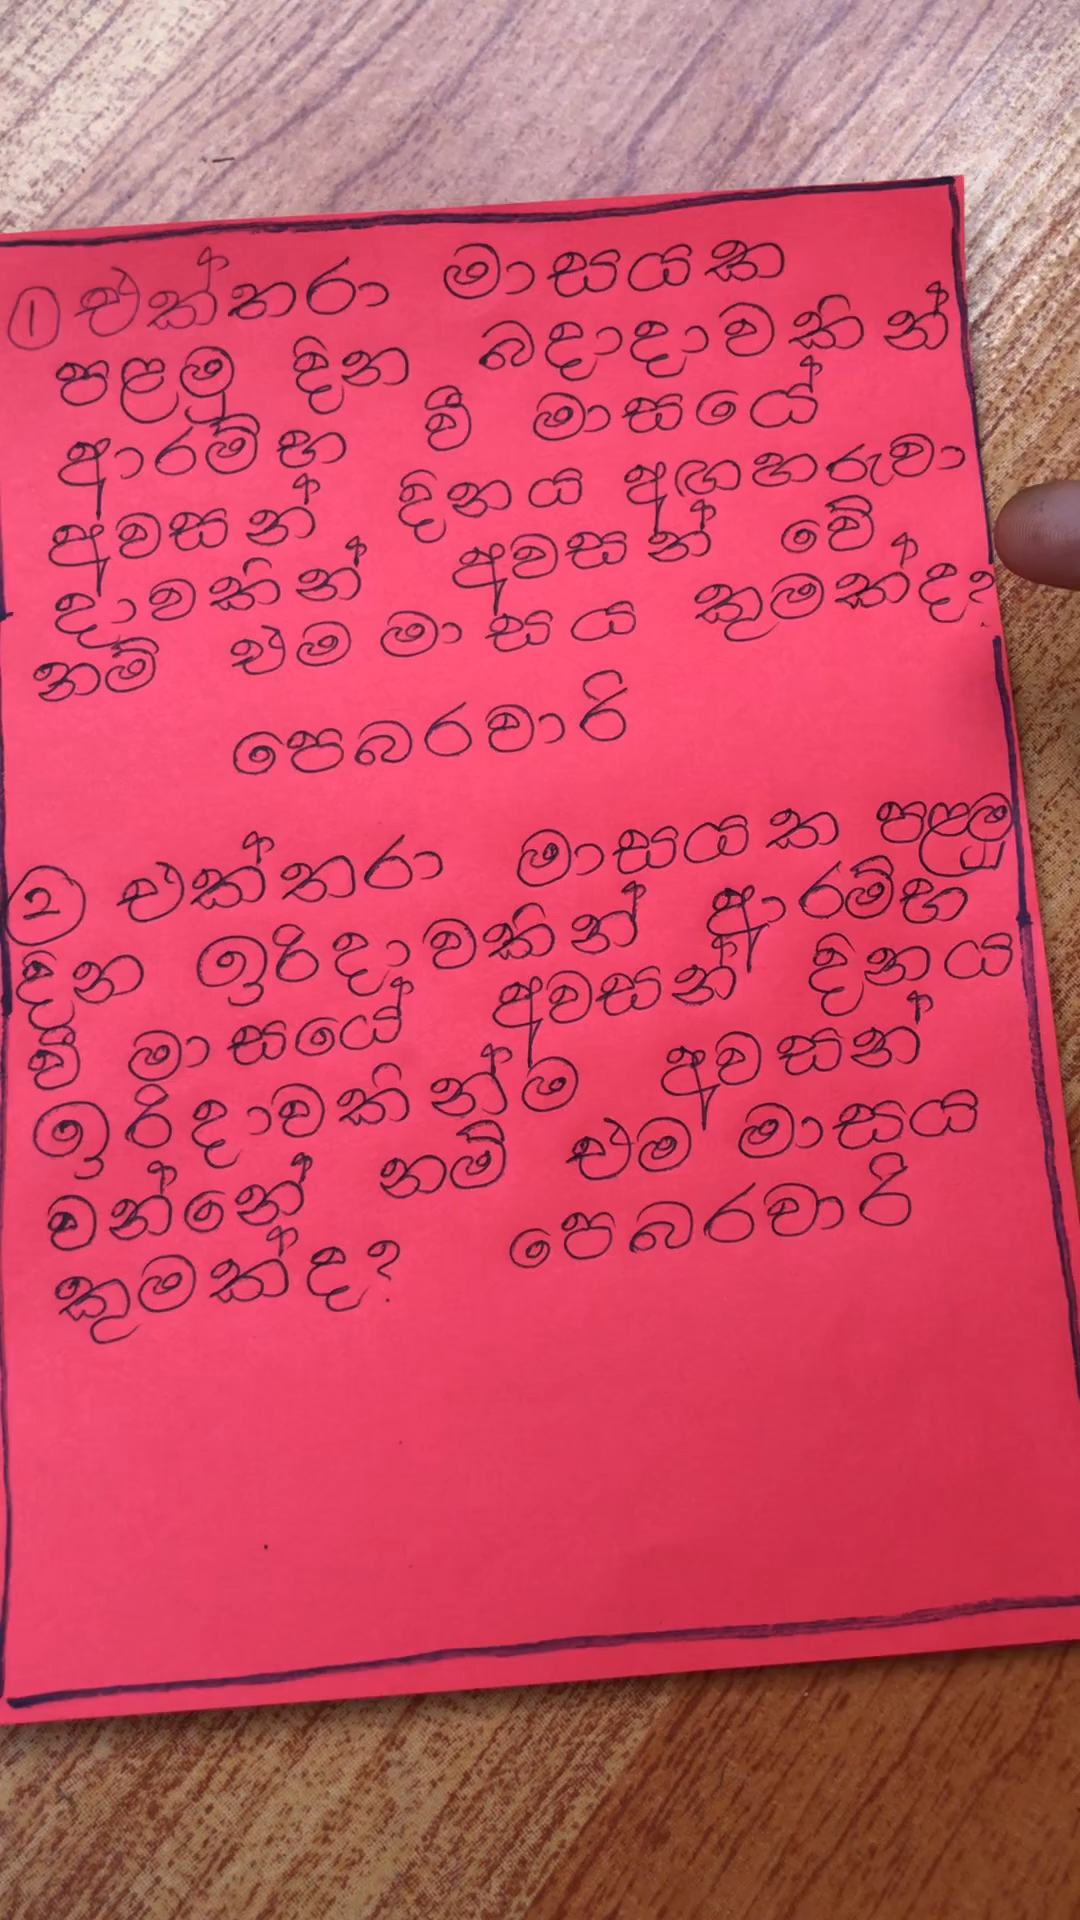 ① එක්තරා මාසයක
පළමු දින බදාදාවකින්
ආරම්භ වී මාසයේ
අවසන් දිනය අඟහරුවා
දාවකින් අවසන් වේ
නම් එම මාසය කුමක්ද?
පෙබරවාරි
② එක්තරා මාසයක පළමු
දින ඉරිදාවකින් ආරම්භ
වී මාසයේ අවසන් දිනය
ඉරිදාවකින්ම අවසන්
වන්නේ නම් එම මාසය
කුමක්ද? පෙබරවාරි